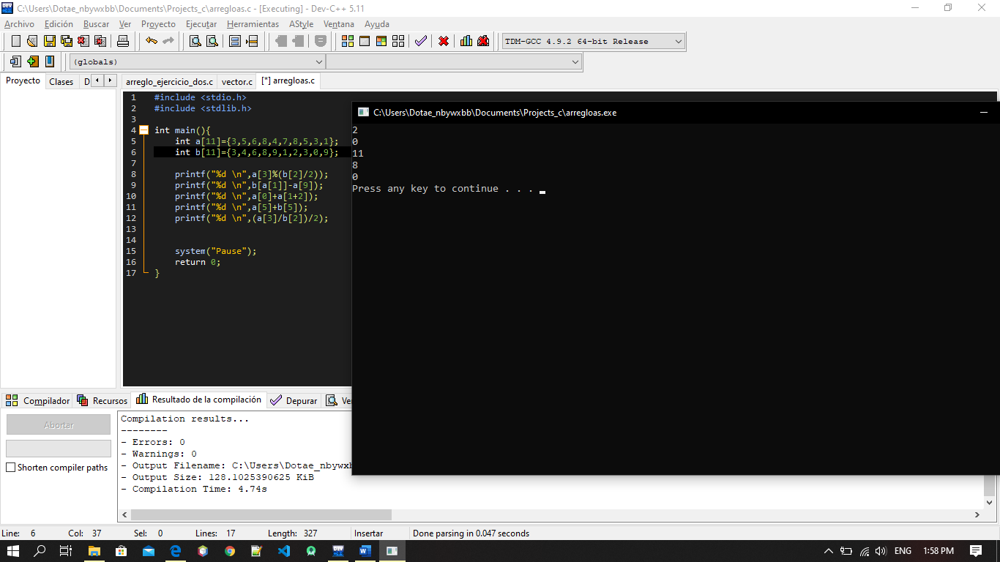 C:\Users\Dotae_nbywxbb\Documents\Projects_c\arregloas.c - [Executing] - Dev-C++ 5.11
Archivo Edición Buscar Ver Proyecto Ejecutar Herramientas AStyle Ventana Ayuda
TDM-GCC 4.9.2 64-bit Release
(globals)
Proyecto Clases D
arreglo_ejercicio_dos.c vector.c [*] arregloas.c
1 #include <stdio.h>
2 #include <stdlib.h>
3
4 int main(){
5 int a[11]={3,5,6,8,4,7,8,5,3,1};
6 int b[11]={3,4,6,8,9,1,2,3,0,9};
7
8 printf("%d \n",a[3]%(b[2]/2));
9 printf("%d \n",b[a[1]]-a[9]);
10 printf("%d \n",a[0]+a[1+2]);
11 printf("%d \n",a[5]+b[5]);
12 printf("%d \n",(a[3]/b[2])/2);
13
14
15 system("Pause");
16 return 0;
17 }
C:\Users\Dotae_nbywxbb\Documents\Projects_c\arregloas.exe
2
0
11
8
0
Press any key to continue . . .
Compilador Recursos Resultado de la compilación Depurar Ve
Abortar
Shorten compiler paths
Compilation results...
--------
- Errors: 0
- Warnings: 0
- Output Filename: C:\Users\Dotae_nbywxb
- Output Size: 128.1025390625 KiB
- Compilation Time: 4.74s
Line: 6 Col: 37 Sel: 0 Lines: 17 Length: 327 Insertar Done parsing in 0.047 seconds
DEV W ENG 1:58 PM